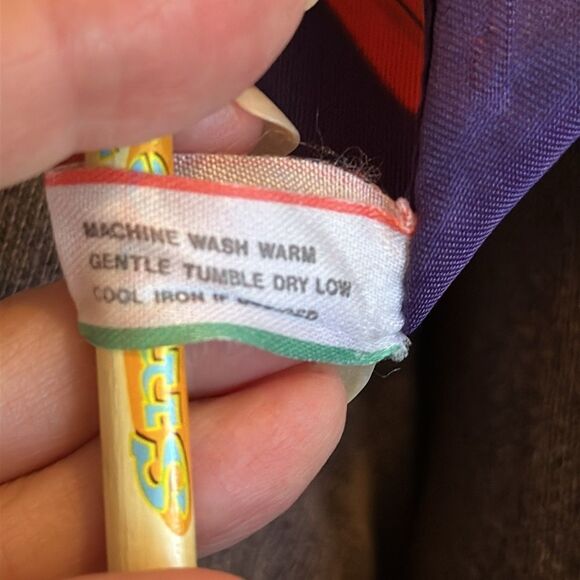 MACHINE WASH WARM
GENTLE TUMBLE DRY LOW
COOL IRON IF